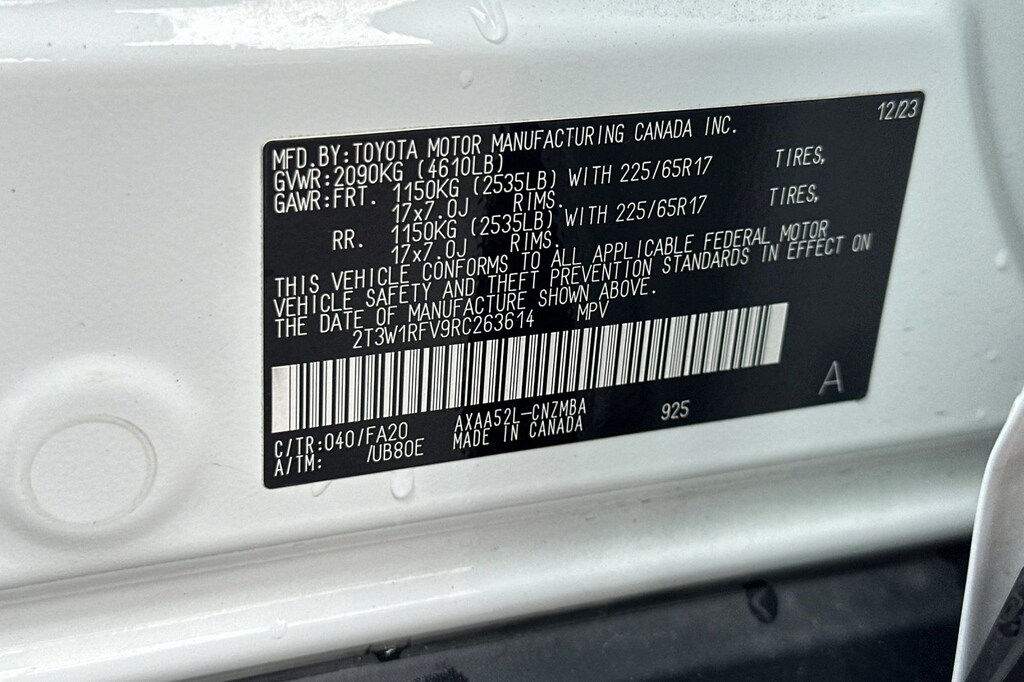 12/23
MFD.BY:TOYOTA MOTOR MANUFACTURING CANADA INC.
GVWR:2090KG (4610LB)
GAWR:FRT. 1150KG (2535LB) WITH 225/65R17 TIRES,
17x7.0J RIMS.
RR. 1150KG (2535LB) WITH 225/65R17 TIRES,
17x7.0J RIMS.
THIS VEHICLE CONFORMS TO ALL APPLICABLE FEDERAL MOTOR
VEHICLE SAFETY AND THEFT PREVENTION STANDARDS IN EFFECT ON
THE DATE OF MANUFACTURE SHOWN ABOVE.
2T3W1RFV9RC263614 MPV
A
C/TR:040/FA20 AXAA52L-CNZMBA 925
A/TM: /UB80E MADE IN CANADA